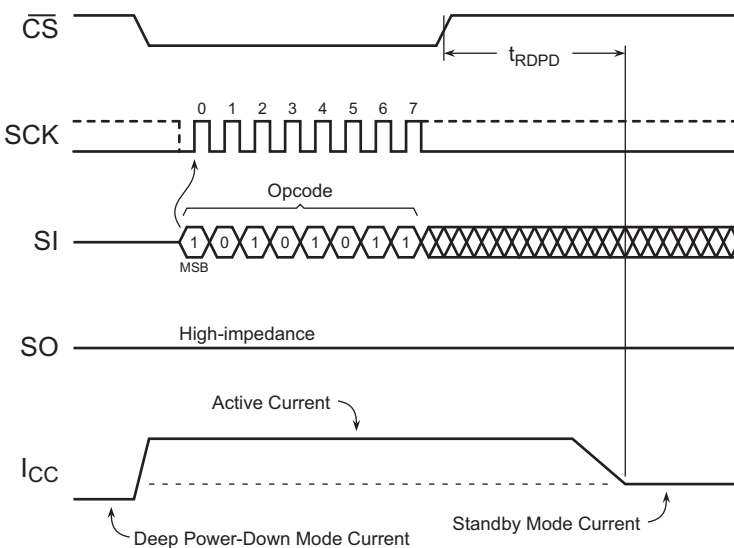 CS
tRDPD
0 1 2 3 4 5 6 7
SCK
Opcode
SI
1 0 1 0 1 0 1 1
MSB
High-impedance
SO
Active Current
ICC
Standby Mode Current
Deep Power-Down Mode Current